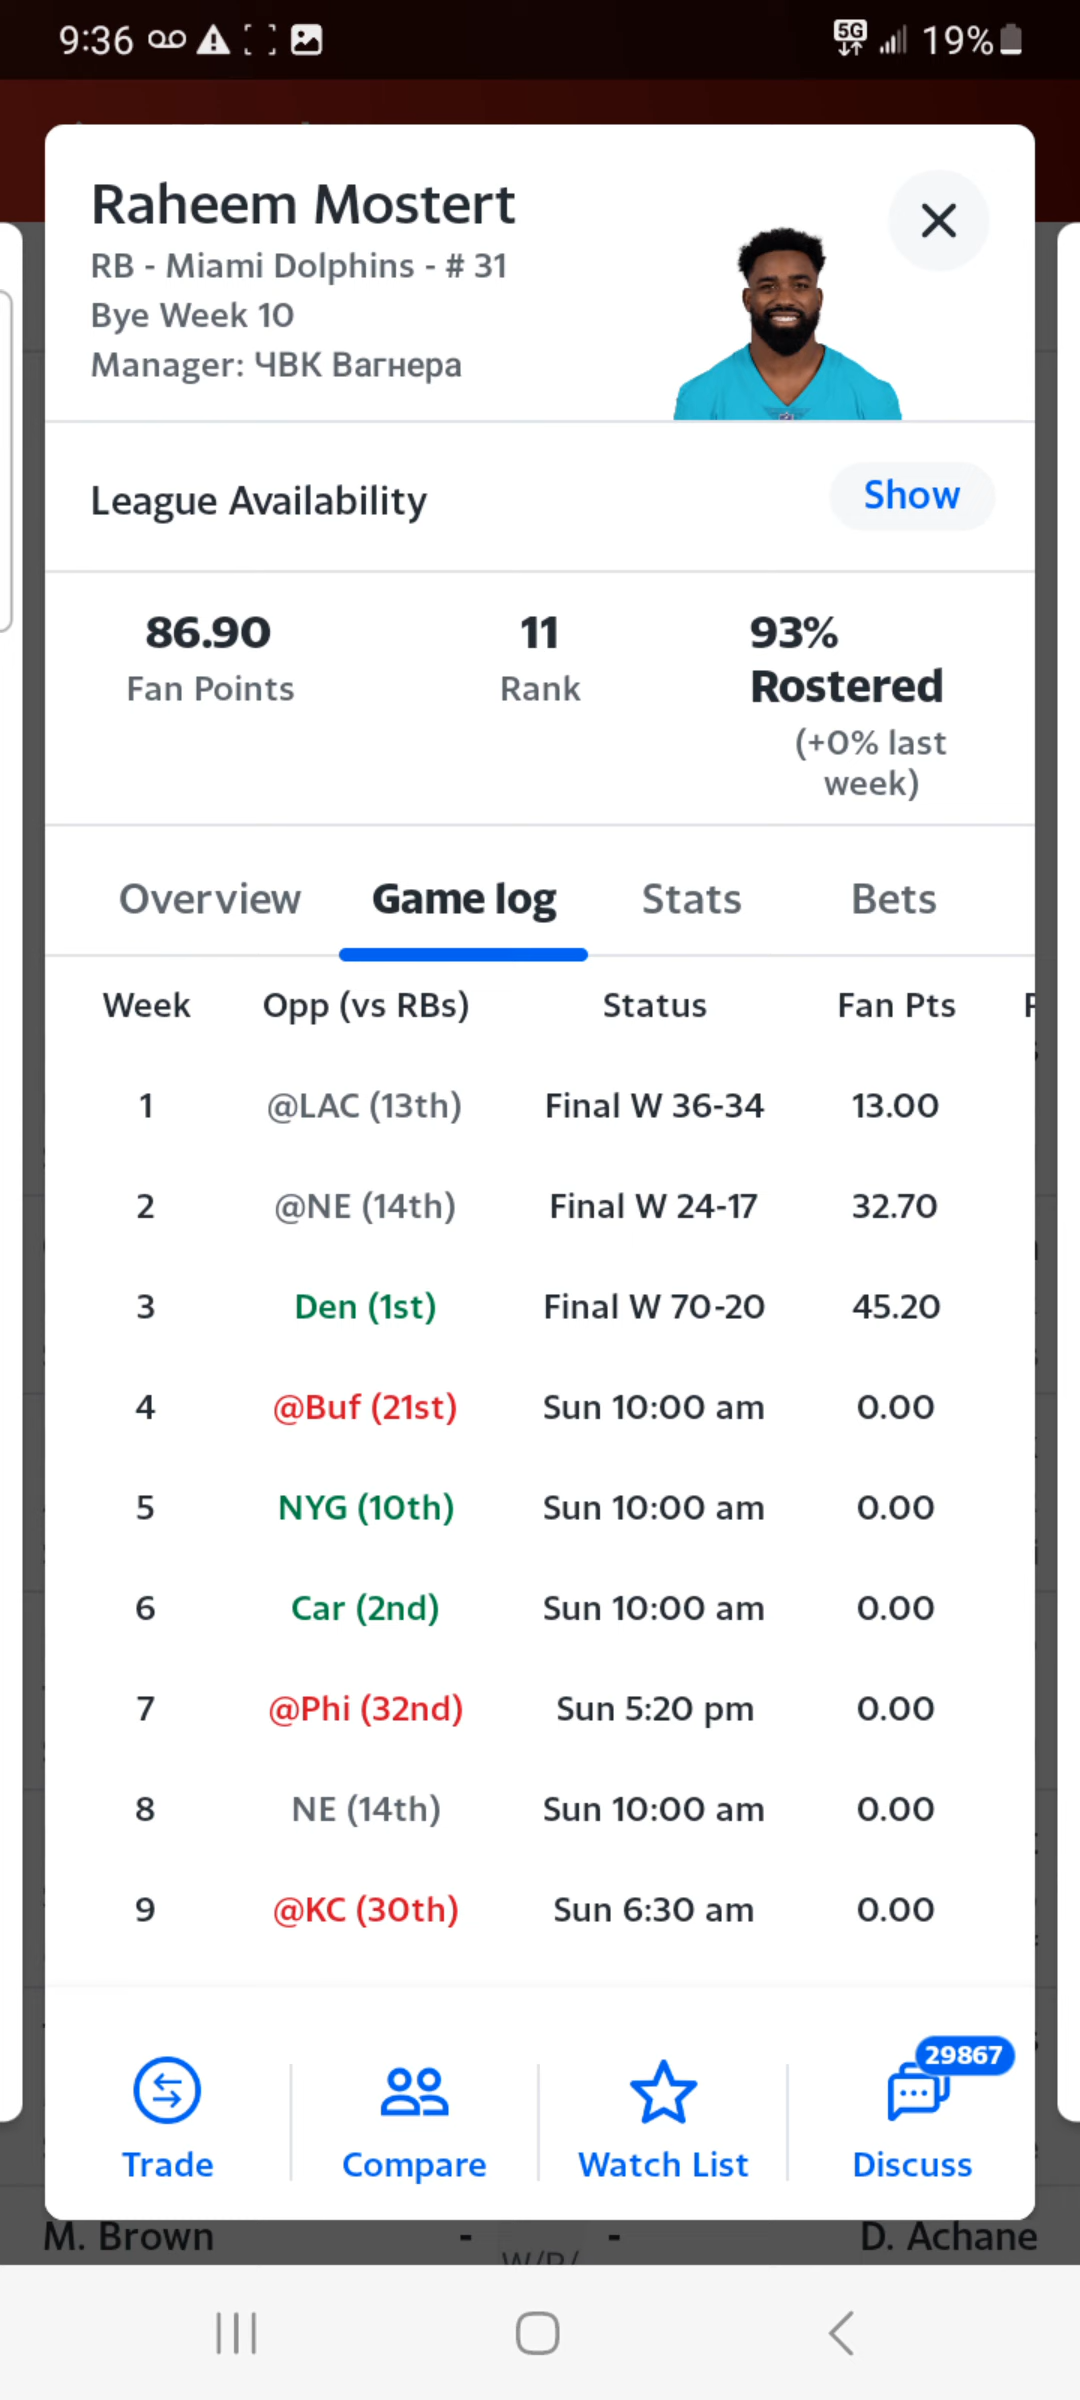 9:36 5G 19%
Raheem Mostert
RB - Miami Dolphins - # 31
Bye Week 10
Manager: ЧВК Вагнера
League Availability Show
86.90 11 93%
Rostered
Fan Points Rank
(+0% last
week)
Overview Game log Stats Bets
Week Opp (vs RBs) Status Fan Pts
1 @LAC (13th) Final W 36-34 13.00
2 @NE (14th) Final W 24-17 32.70
3 Den (1st) Final W 70-20 45.20
4 @Buf (21st) Sun 10:00 am 0.00
5 NYG (10th) Sun 10:00 am 0.00
6 Car (2nd) Sun 10:00 am 0.00
7 @Phi (32nd) Sun 5:20 pm 0.00
8 NE (14th) Sun 10:00 am 0.00
9 @KC (30th) Sun 6:30 am 0.00
29867
Trade Compare Watch List Discuss
M. Brown - - D. Achane
W/R/